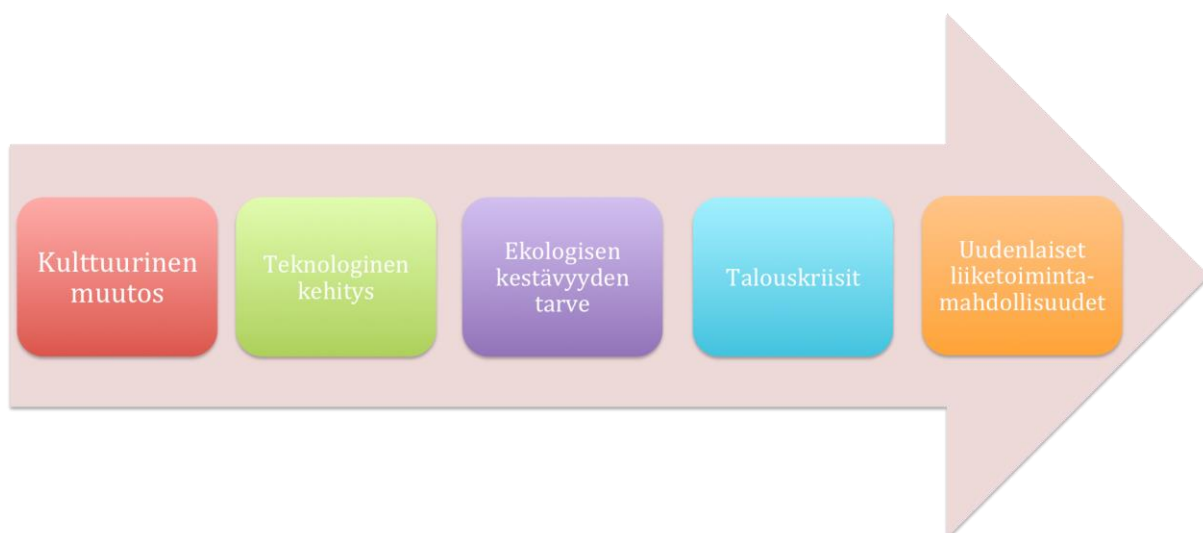 Kulttuurinen
muutos
Teknologinen
kehitys
Ekologisen
kestävyyden
tarve
Talouskriisit
Uudenlaiset
liiketoiminta-
mahdollisuudet